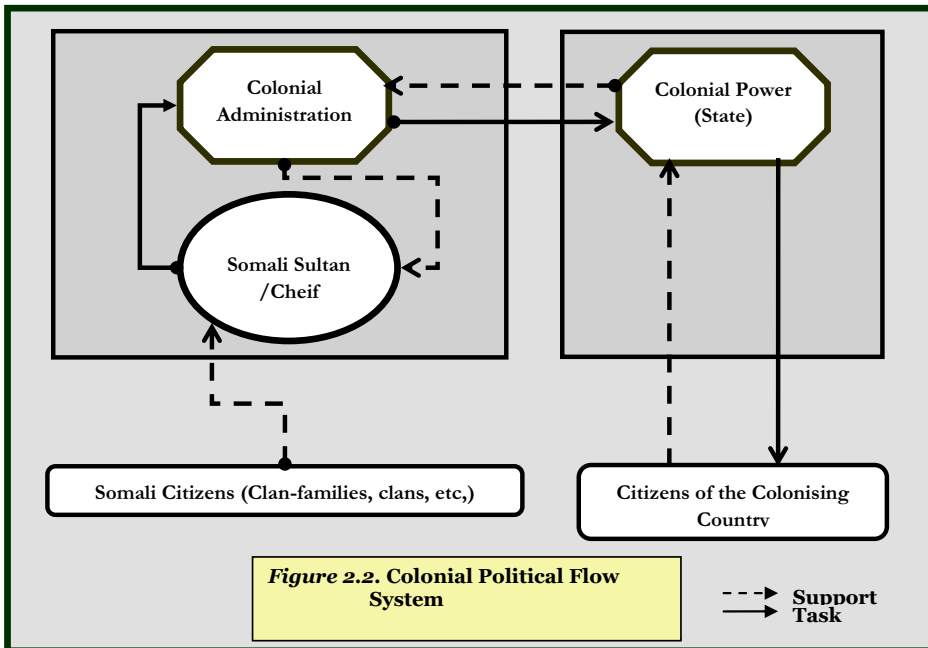 Colonial
Administration
Colonial Power
(State)
Somali Sultan
/Cheif
Somali Citizens (Clan-families, clans, etc,)
Citizens of the Colonising
Country
Figure 2.2. Colonial Political Flow
System
Support
Task